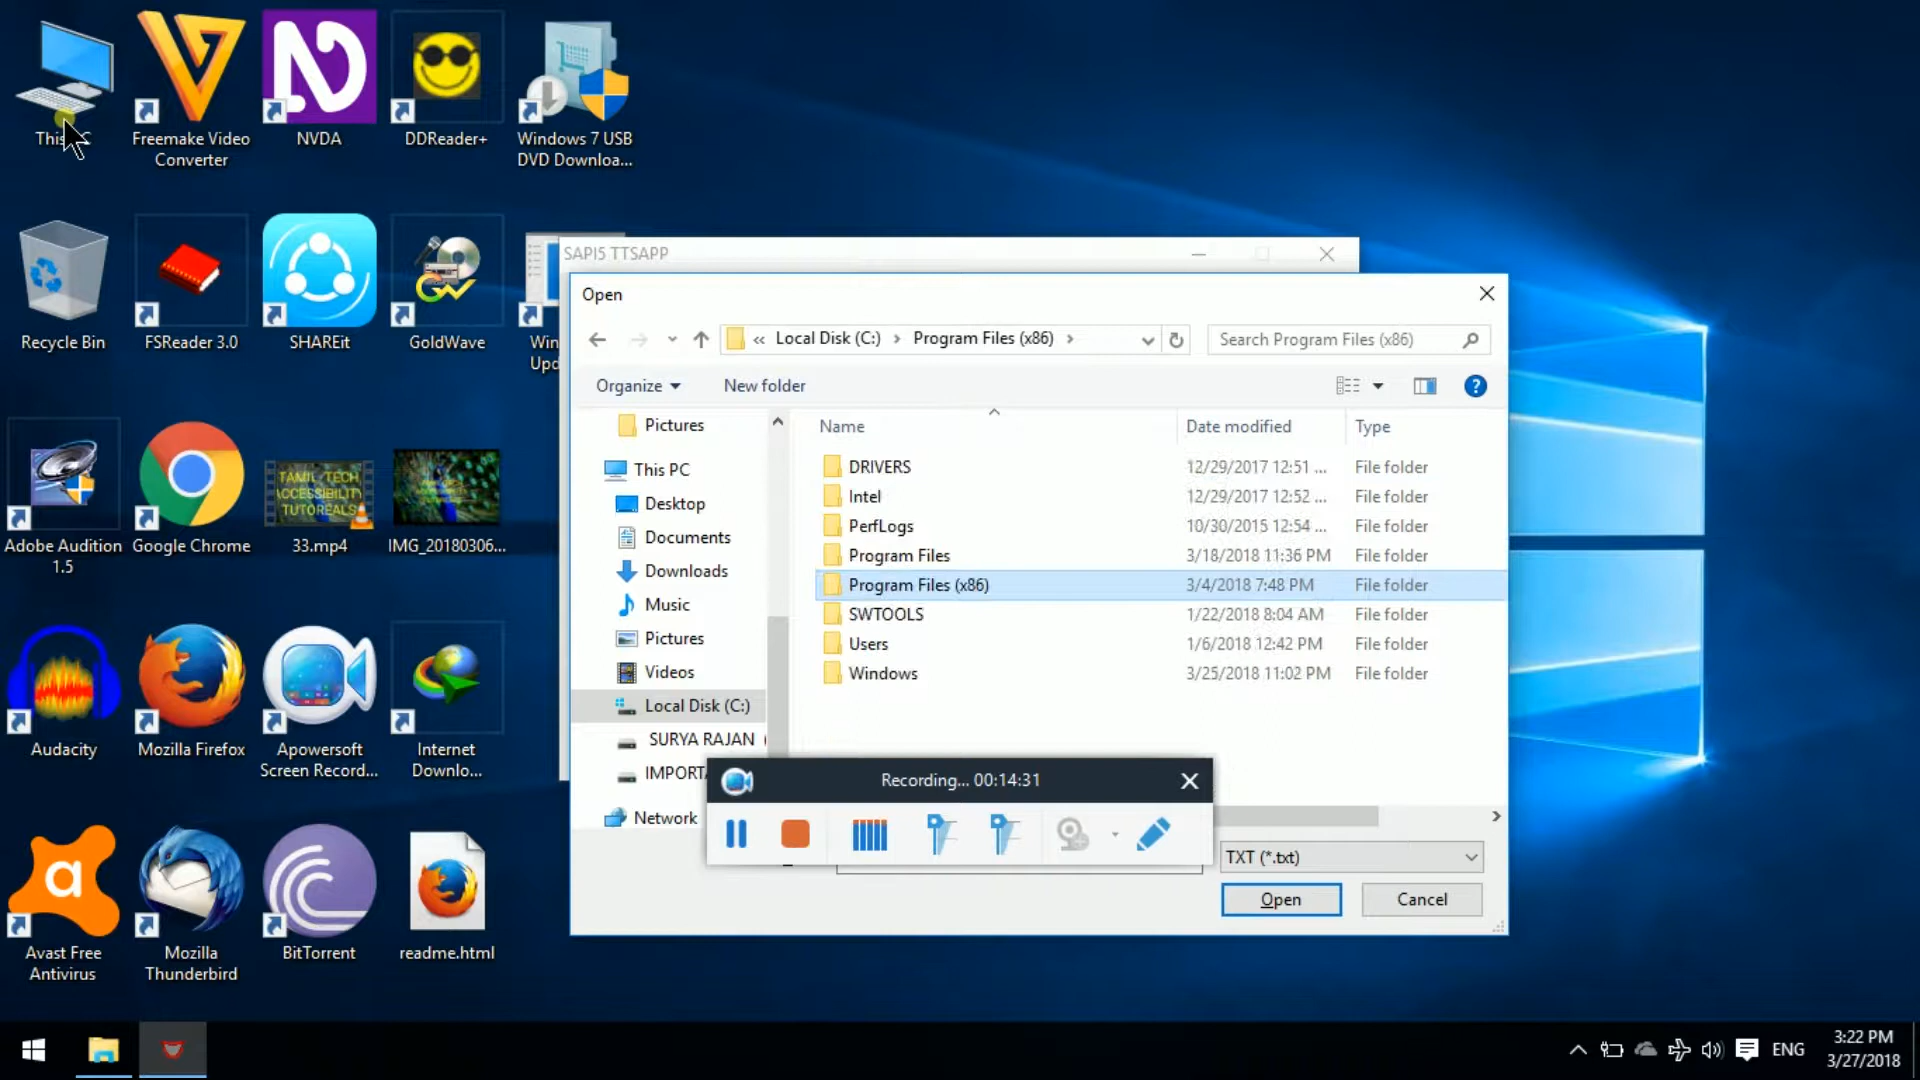 This C
Freemake Video
Converter
NVDA
DDReader+
Windows 7 USB
DVD Downloa...
Recycle Bin
FSReader 3.0
SHAREit
GoldWave
Win
Upd
Adobe Audition
1.5
Google Chrome
TAMIL TECH
ACCESSIBILITY
TUTOREALS
33.mp4
IMG_20180306...
Audacity
Mozilla Firefox
Apowersoft
Screen Record...
Internet
Downlo...
Avast Free
Antivirus
Mozilla
Thunderbird
BitTorrent
readme.html
SAPI5 TTSAPP
Open
« Local Disk (C:) › Program Files (x86) ›
Search Program Files (x86)
Organize
New folder
Pictures
This PC
Desktop
Documents
Downloads
Music
Pictures
Videos
Local Disk (C:)
SURYA RAJAN
IMPORTA
Network
Name Date modified Type
DRIVERS 12/29/2017 12:51 ... File folder
Intel 12/29/2017 12:52 ... File folder
PerfLogs 10/30/2015 12:54 ... File folder
Program Files 3/18/2018 11:36 PM File folder
Program Files (x86) 3/4/2018 7:48 PM File folder
SWTOOLS 1/22/2018 8:04 AM File folder
Users 1/6/2018 12:42 PM File folder
Windows 3/25/2018 11:02 PM File folder
Recording... 00:14:31
TXT (*.txt)
Open
Cancel
ENG
3:22 PM
3/27/2018